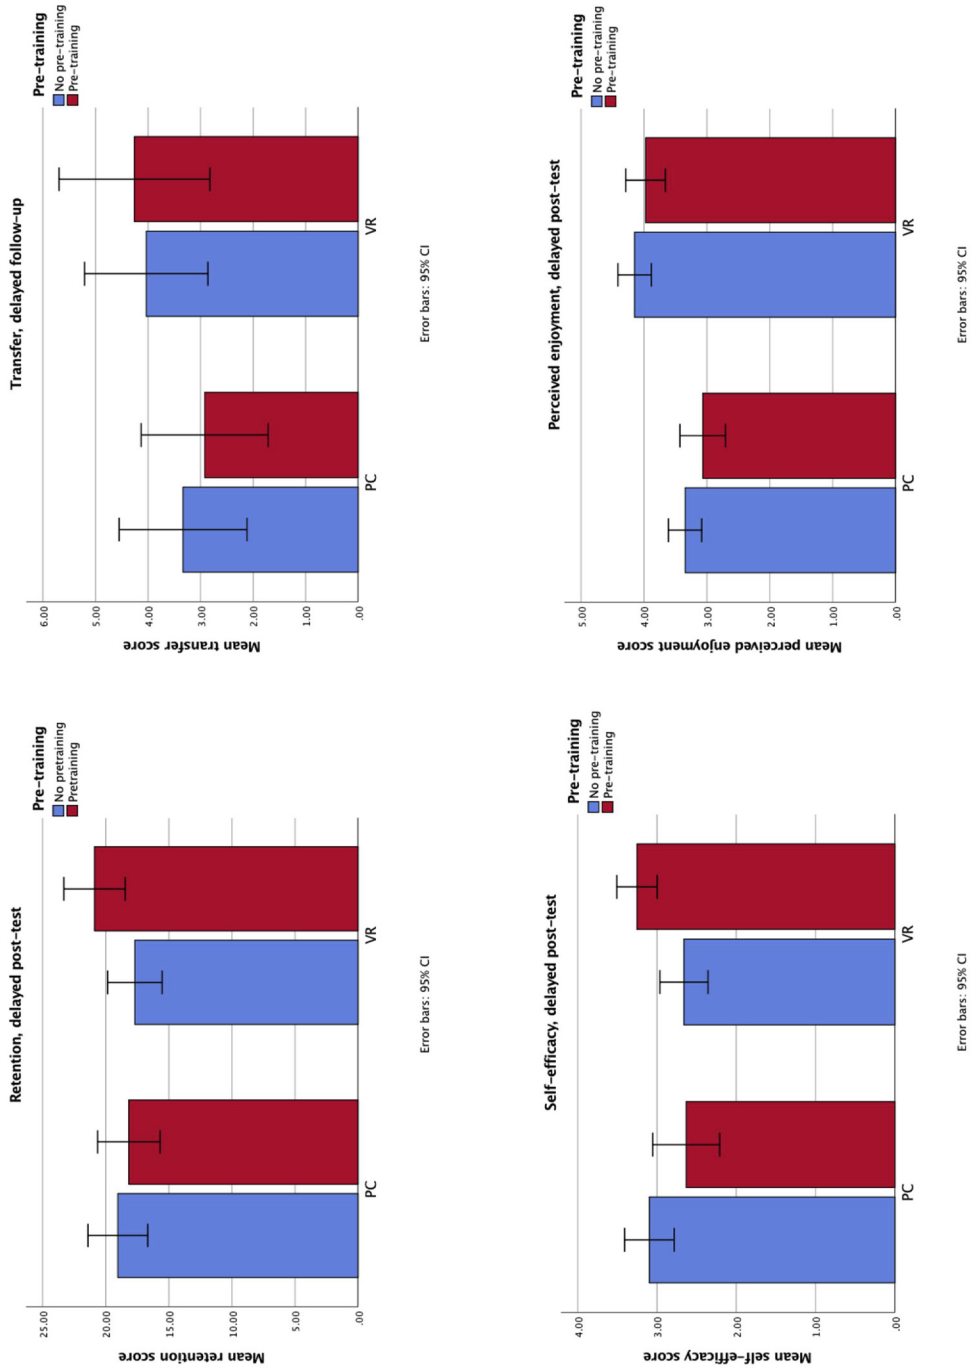 Retention, delayed post-test
Pre-training
No pretraining
Pretraining
Mean retention score
25.00
20.00
15.00
10.00
5.00
.00
PC
VR
Error bars: 95% CI
Transfer, delayed follow-up
Pre-training
No pre-training
Pre-training
Mean transfer score
6.00
5.00
4.00
3.00
2.00
1.00
.00
PC
VR
Error bars: 95% CI
Self-efficacy, delayed post-test
Pre-training
No pre-training
Pre-training
Mean self-efficacy score
4.00
3.00
2.00
1.00
.00
PC
VR
Error bars: 95% CI
Perceived enjoyment, delayed post-test
Pre-training
No pre-training
Pre-training
Mean perceived enjoyment score
5.00
4.00
3.00
2.00
1.00
.00
PC
VR
Error bars: 95% CI